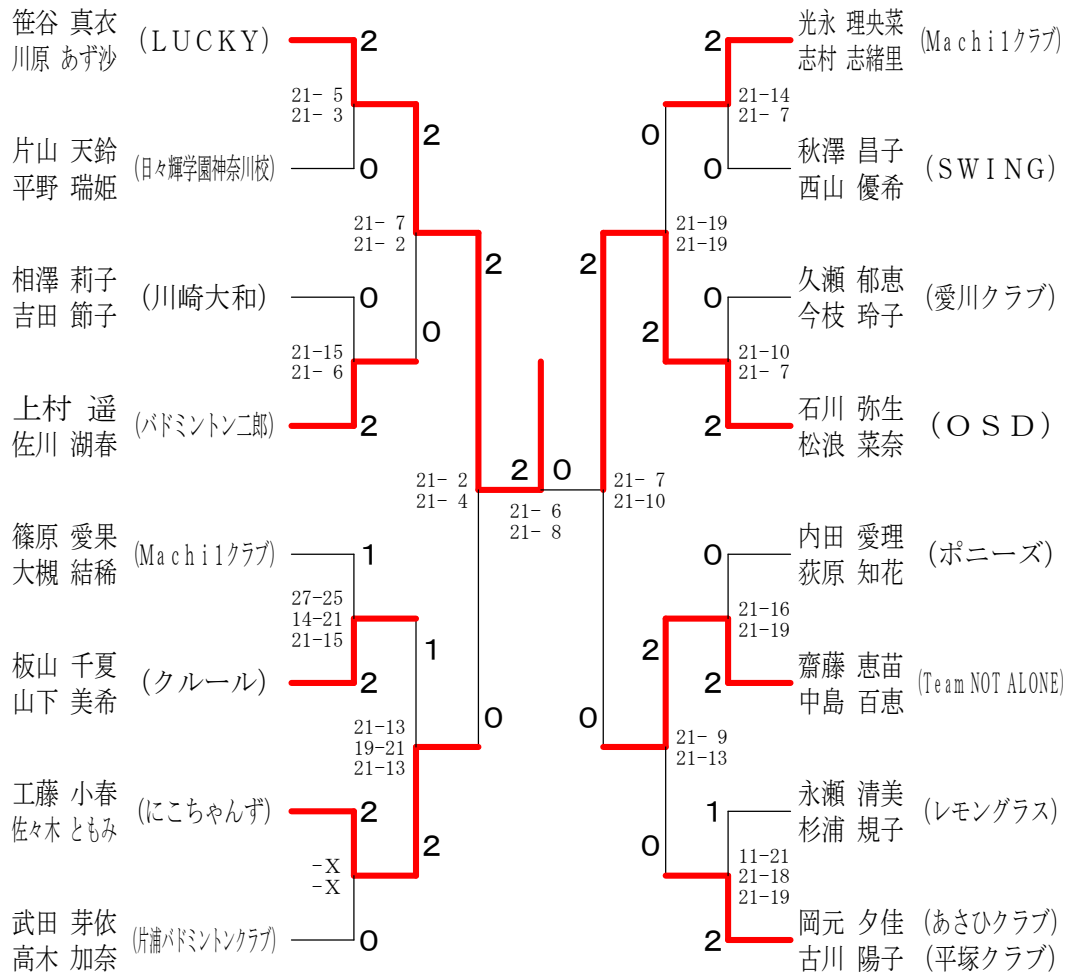 笹谷 真衣
川原 あず沙
(LUCKY)
2
21- 5
21- 3
片山 天鈴
平野 瑞姫
(日々輝学園神奈川校)
0
2
21- 7
21- 2
相澤 莉子
吉田 節子
(川崎大和)
0
0
21-15
21- 6
上村 遥
佐川 湖春
(バドミントン二郎)
2
2
21- 2
21- 4
篠原 愛果
大槻 結稀
(Machi1クラブ)
1
27-25
14-21
21-15
板山 千夏
山下 美希
(クルール)
2
1
21-13
19-21
21-13
0
工藤 小春
佐々木 ともみ
(にこちゃんず)
2
2
-X
-X
武田 芽依
高木 加奈
(片浦バドミントンクラブ)
0
2
0
21- 6
21- 8
光永 理央菜
志村 志緒里
(Machi1クラブ)
2
21-14
21- 7
秋澤 昌子
西山 優希
(SWING)
0
0
21-19
21-19
2
久瀬 郁恵
今枝 玲子
(愛川クラブ)
0
2
21-10
21- 7
石川 弥生
松浪 菜奈
(OSD)
2
21- 7
21-10
内田 愛理
荻原 知花
(ポニーズ)
0
21-16
21-19
齋藤 恵苗
中島 百恵
(Team NOT ALONE)
2
2
0
21- 9
21-13
永瀬 清美
杉浦 規子
(レモングラス)
1
0
11-21
21-18
21-19
岡元 夕佳 (あさひクラブ)
古川 陽子 (平塚クラブ)
2